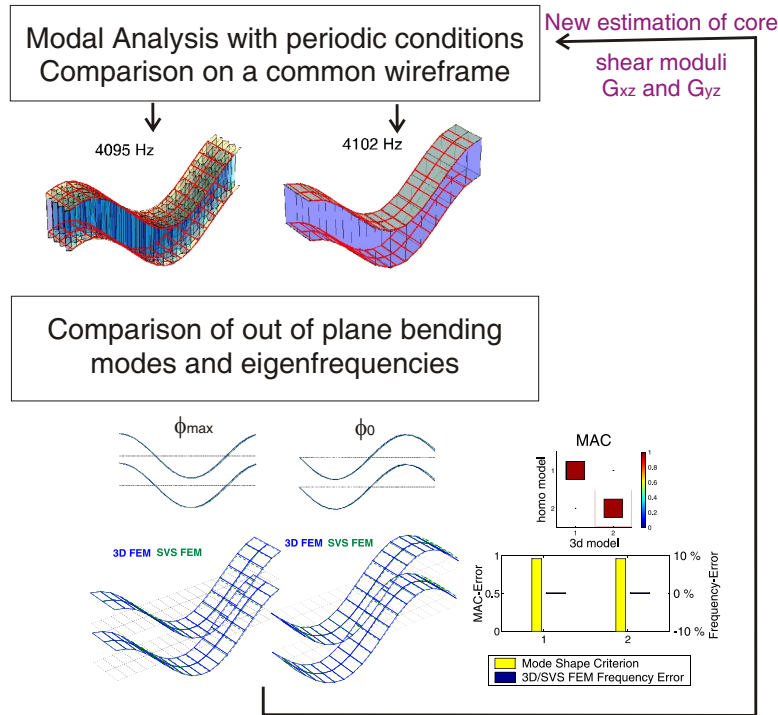 Modal Analysis with periodic conditions
Comparison on a common wireframe
New estimation of core
shear moduli
Gxz and Gyz
4095 Hz
4102 Hz
Comparison of out of plane bending
modes and eigenfrequencies
ϕmax
ϕ0
3D FEM SVS FEM
3D FEM SVS FEM
MAC
homo model
1
2
1
2
3d model
1
0.8
0.6
0.4
0.2
0
MAC-Error
1
0.5
0
1
2
10 %
0 %
-10 %
Frequency-Error
Mode Shape Criterion
3D/SVS FEM Frequency Error